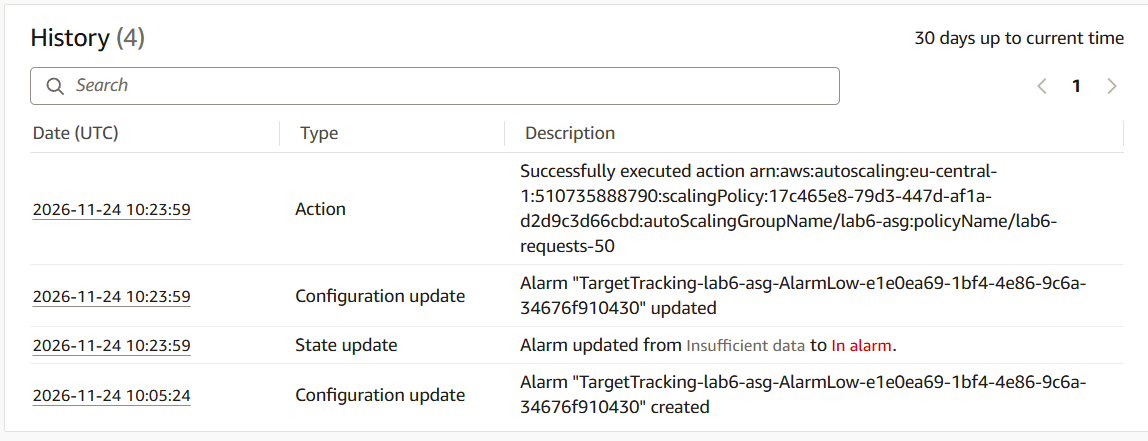 History (4)
30 days up to current time
Search
1
Date (UTC)
Type
Description
2026-11-24 10:23:59
Action
Successfully executed action arn:aws:autoscaling:eu-central-
1:510735888790:scalingPolicy:17c465e8-79d3-447d-af1a-
d2d9c3d66cbd:autoScalingGroupName/lab6-asg:policyName/lab6-
requests-50
2026-11-24 10:23:59
Configuration update
Alarm "TargetTracking-lab6-asg-AlarmLow-e1e0ea69-1bf4-4e86-9c6a-
34676f910430" updated
2026-11-24 10:23:59
State update
Alarm updated from Insufficient data to In alarm.
2026-11-24 10:05:24
Configuration update
Alarm "TargetTracking-lab6-asg-AlarmLow-e1e0ea69-1bf4-4e86-9c6a-
34676f910430" created